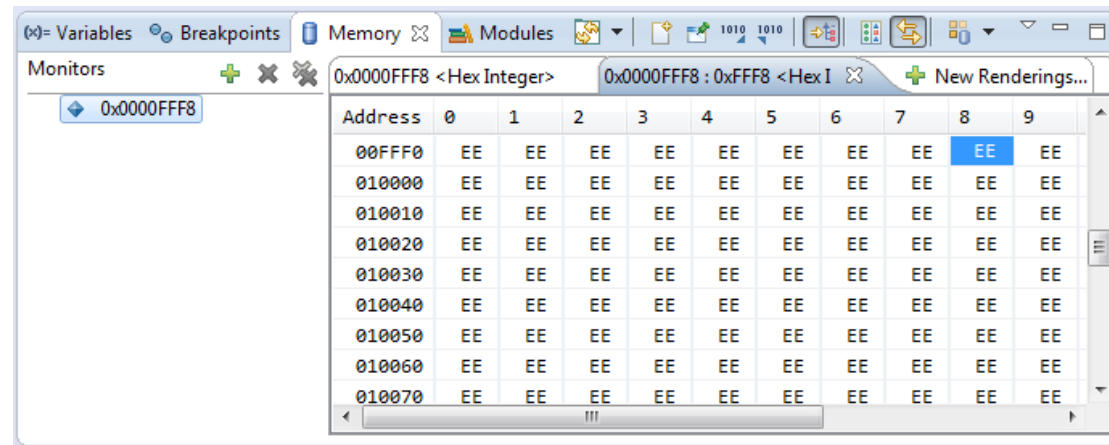 (x)= Variables Breakpoints Memory Modules 1010 1010
Monitors 0x0000FFF8 <Hex Integer> 0x0000FFF8 : 0xFFF8 <Hex I New Renderings...
0x0000FFF8
Address 0 1 2 3 4 5 6 7 8 9
00FFF0 EE EE EE EE EE EE EE EE EE EE
010000 EE EE EE EE EE EE EE EE EE EE
010010 EE EE EE EE EE EE EE EE EE EE
010020 EE EE EE EE EE EE EE EE EE EE
010030 EE EE EE EE EE EE EE EE EE EE
010040 EE EE EE EE EE EE EE EE EE EE
010050 EE EE EE EE EE EE EE EE EE EE
010060 EE EE EE EE EE EE EE EE EE EE
010070 EE EE EE EE EE EE EE EE EE EE